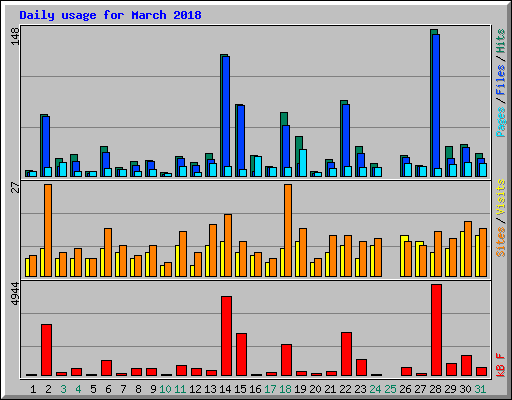 Daily usage for March 2018
148
Pages/Files/Hits
27
Sites/Visits
4944
kB F
1 2 3 4 5 6 7 8 9 10 11 12 13 14 15 16 17 18 19 20 21 22 23 24 25 26 27 28 29 30 31